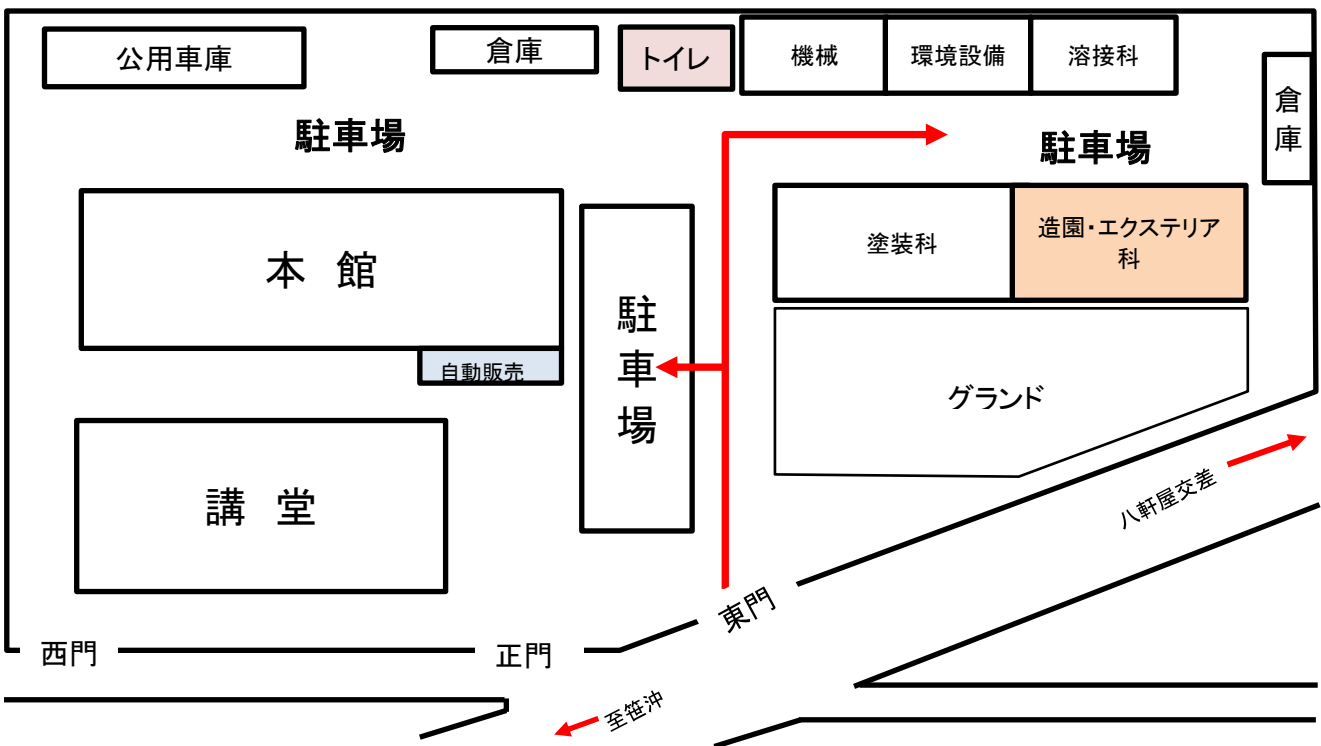 公用車庫
倉庫
トイレ
機械
環境設備
溶接科
倉庫
駐車場
駐車場
本 館
駐車場
塗装科
造園・エクステリア
科
自動販売
グランド
講 堂
八軒屋交差
東門
西門
正門
至笹沖